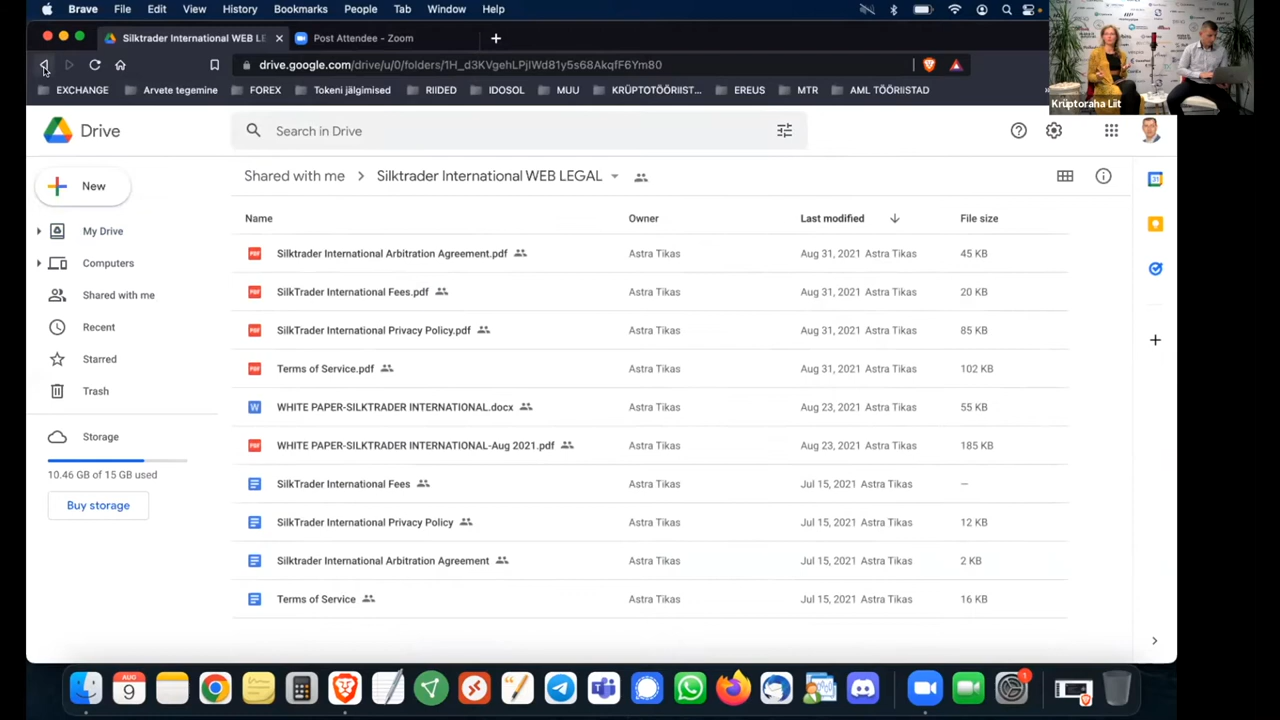 Brave File Edit View History Bookmarks People Tab Window Help
Silktrader International WEB LE
Post Attendee - Zoom
drive.google.com/drive/u/0/folders/1H_d3KVgehLPjIWd81y5s68AkqfF6Ym80
EXCHANGE Arvete tegemine FOREX Tokeni jälgimised LOAD IDOSOL MUU KRÜPTOTÖÖRIIST... EREUS MTR AML TÖÖRIISTAD
Krüptoraha Liit
Drive
Search in Drive
New
My Drive
Computers
Shared with me
Recent
Starred
Trash
Storage
10.46 GB of 15 GB used
Buy storage
Shared with me Silktrader International WEB LEGAL
Name Owner Last modified File size
Silktrader International Arbitration Agreement.pdf Astra Tikas Aug 31, 2021 Astra Tikas 45 KB
SilkTrader International Fees.pdf Astra Tikas Aug 31, 2021 Astra Tikas 20 KB
SilkTrader International Privacy Policy.pdf Astra Tikas Aug 31, 2021 Astra Tikas 85 KB
Terms of Service.pdf Astra Tikas Aug 31, 2021 Astra Tikas 102 KB
WHITE PAPER-SILKTRADER INTERNATIONAL.docx Astra Tikas Aug 23, 2021 Astra Tikas 55 KB
WHITE PAPER-SILKTRADER INTERNATIONAL-Aug 2021.pdf Astra Tikas Aug 23, 2021 Astra Tikas 185 KB
SilkTrader International Fees Astra Tikas Jul 15, 2021 Astra Tikas —
SilkTrader International Privacy Policy Astra Tikas Jul 15, 2021 Astra Tikas 12 KB
Silktrader International Arbitration Agreement Astra Tikas Jul 15, 2021 Astra Tikas 2 KB
Terms of Service Astra Tikas Jul 15, 2021 Astra Tikas 16 KB
AUG
9
1